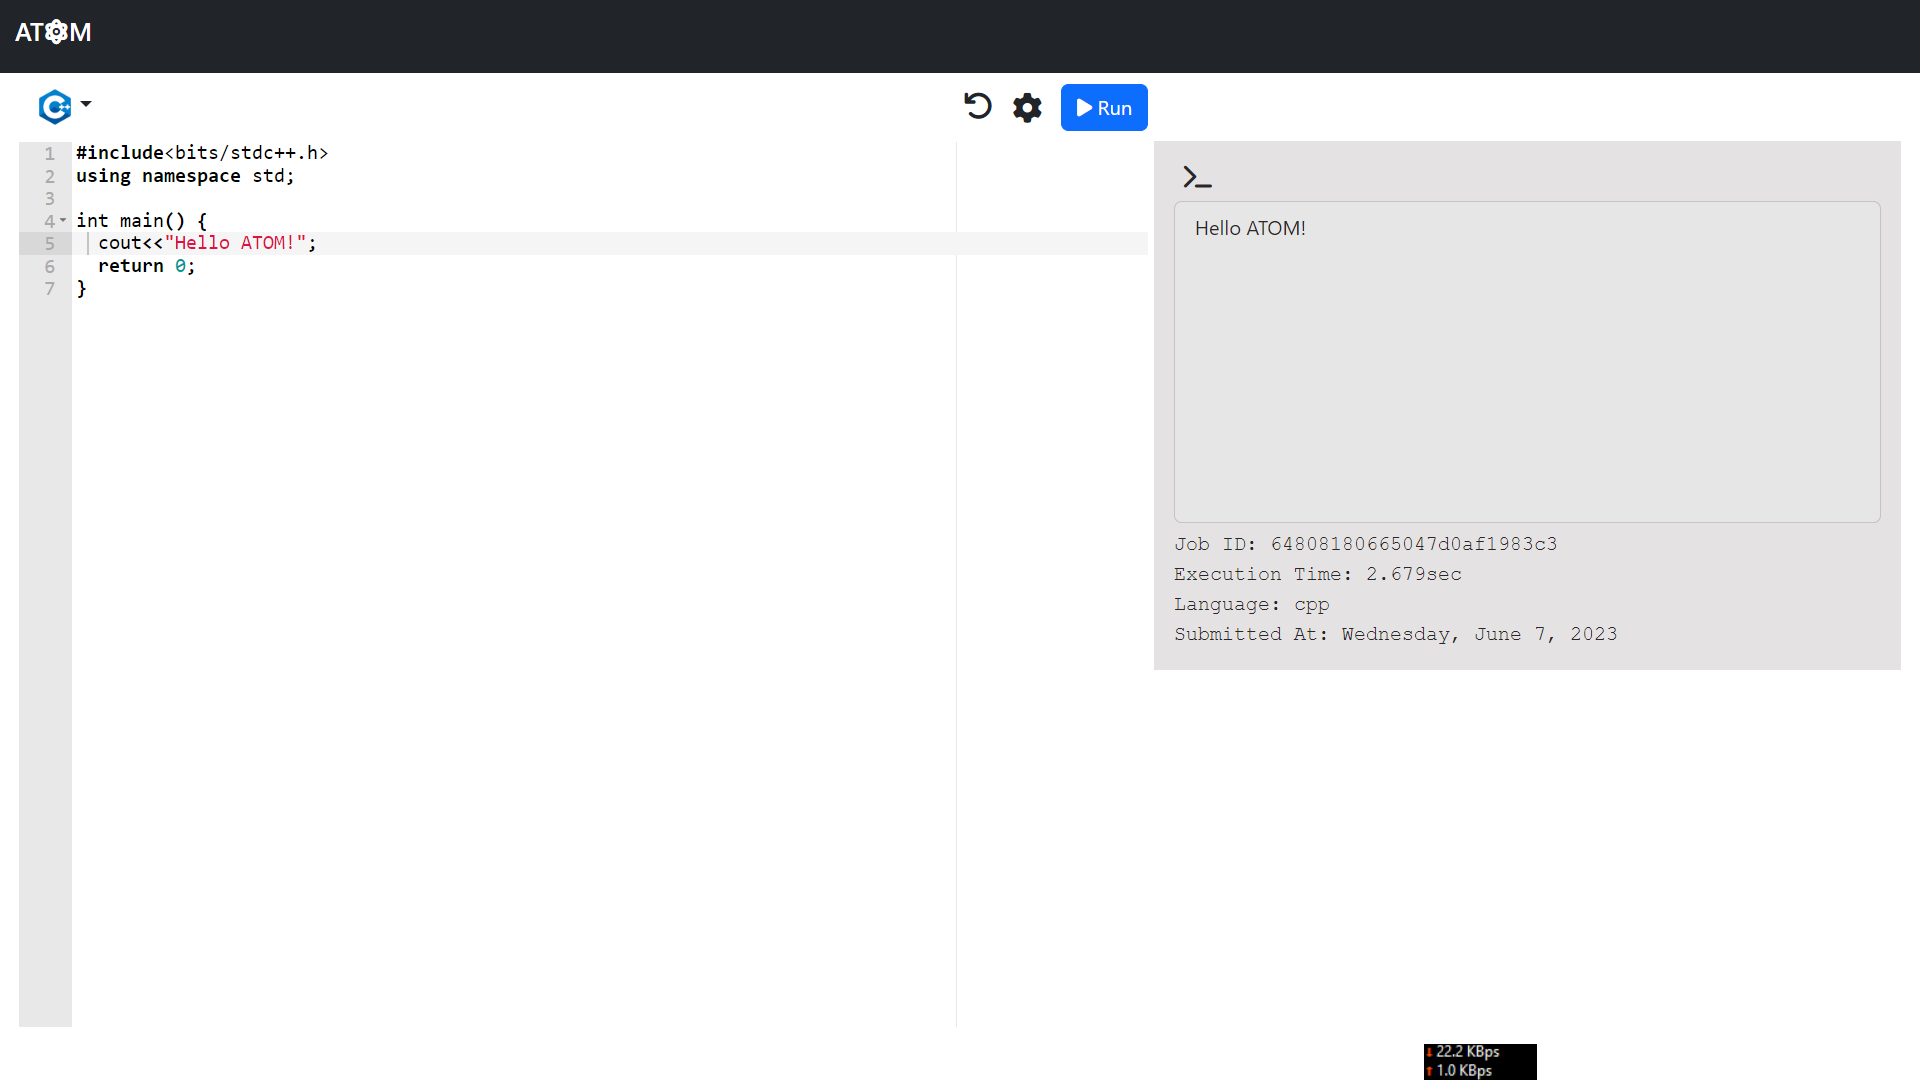 ATOM
Run
1 #include<bits/stdc++.h>
2 using namespace std;
3
4 int main() {
5   cout<<"Hello ATOM!";
6   return 0;
7 }
Hello ATOM!
Job ID: 64808180665047d0af1983c3
Execution Time: 2.679sec
Language: cpp
Submitted At: Wednesday, June 7, 2023
22.2 KBps
1.0 KBps